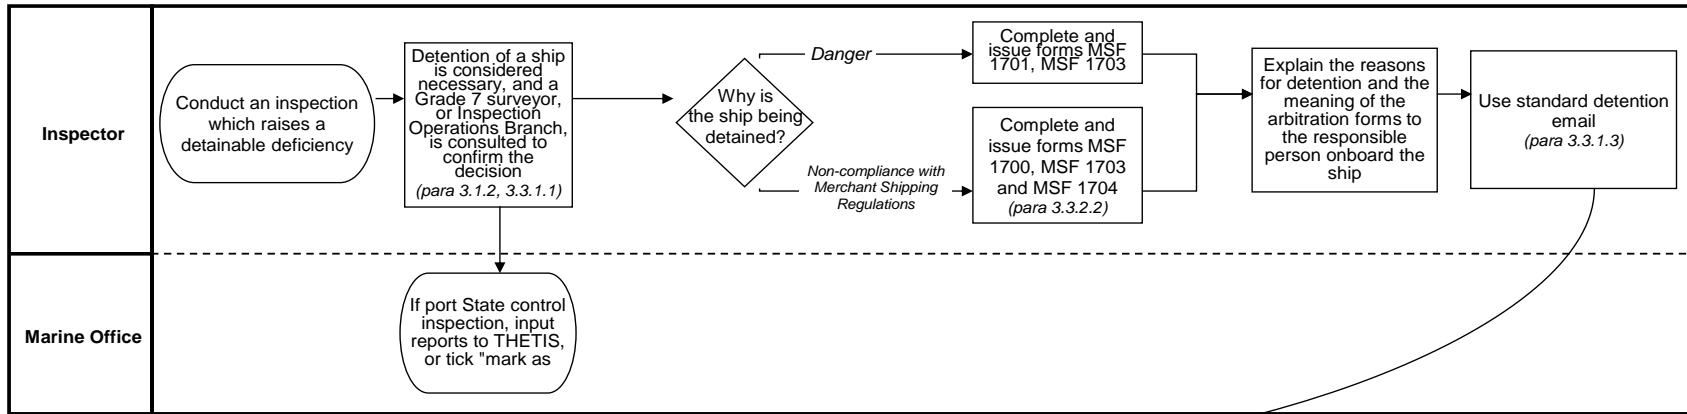 Inspector
Conduct an inspection
which raises a
detainable deficiency
Detention of a ship
is considered
necessary, and a
Grade 7 surveyor,
or Inspection
Operations Branch,
is consulted to
confirm the
decision
(para 3.1.2, 3.3.1.1)
Why is
the ship being
detained?
Danger
Non-compliance with
Merchant Shipping
Regulations
Complete and
issue forms MSF
1701, MSF 1703
Complete and
issue forms MSF
1700, MSF 1703
and MSF 1704
(para 3.3.2.2)
Explain the reasons
for detention and the
meaning of the
arbitration forms to
the responsible
person onboard the
ship
Use standard detention
email
(para 3.3.1.3)
Marine Office
If port State control
inspection, input
reports to THETIS,
or tick "mark as